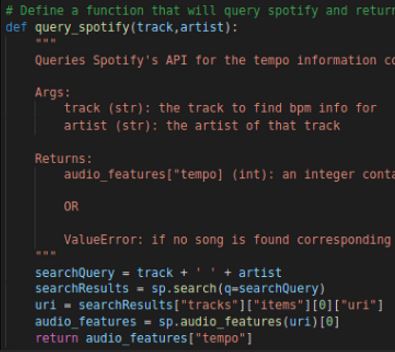 # Define a function that will query spotify and return
def query_spotify(track,artist):
"""
Queries Spotify's API for the tempo information
Args:
track (str): the track to find bpm info for
artist (str): the artist of that track
Returns:
audio_features["tempo] (int): an integer
OR
ValueError: if no song is found corresponding
"""
searchQuery = track + ' ' + artist
searchResults = sp.search(q=searchQuery)
uri = searchResults["tracks"]["items"][0]["uri"]
audio_features = sp.audio_features(uri)[0]
return audio_features["tempo"]